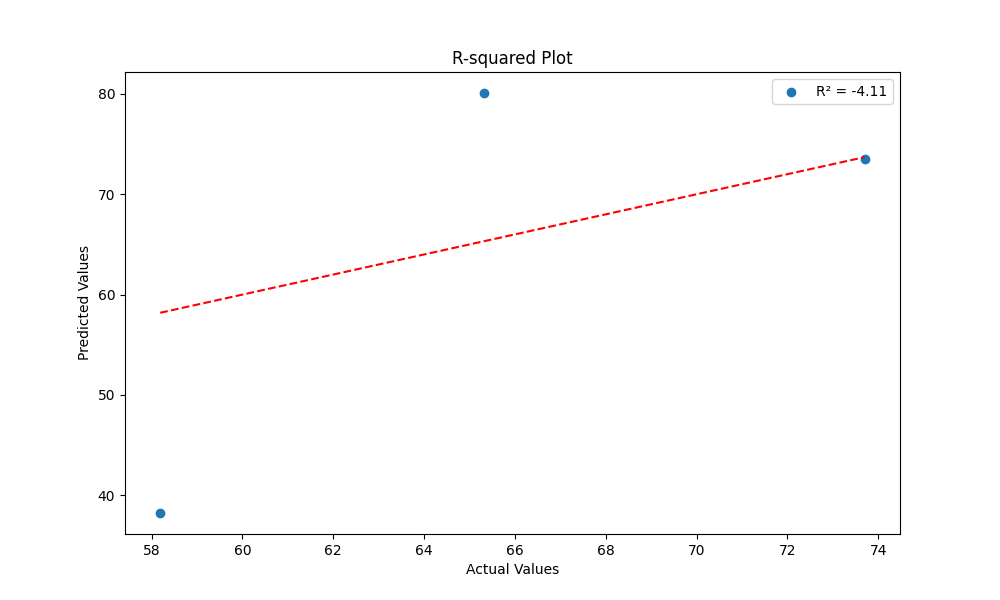 R-squared Plot
R² = -4.11
80
70
60
50
40
Predicted Values
58 60 62 64 66 68 70 72 74
Actual Values